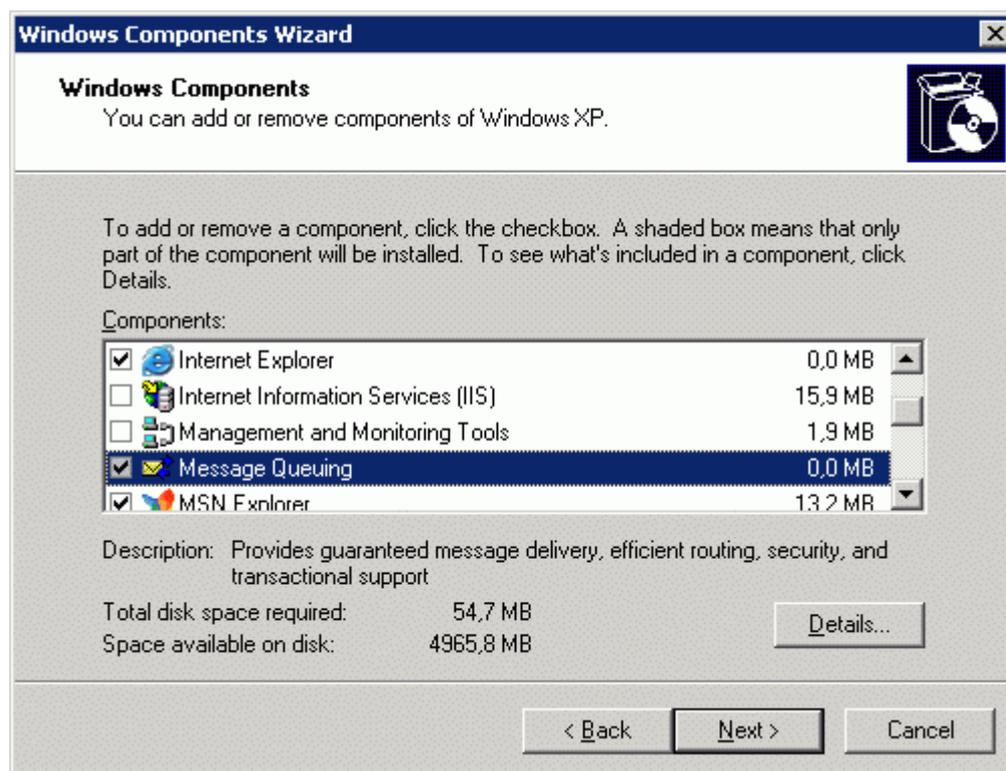 Windows Components Wizard
Windows Components
You can add or remove components of Windows XP.
To add or remove a component, click the checkbox. A shaded box means that only
part of the component will be installed. To see what's included in a component, click
Details.
Components:
Internet Explorer 0,0 MB
Internet Information Services (IIS) 15,9 MB
Management and Monitoring Tools 1,9 MB
Message Queuing 0,0 MB
MSN Explorer 13,2 MB
Description: Provides guaranteed message delivery, efficient routing, security, and
transactional support
Total disk space required: 54,7 MB
Space available on disk: 4965,8 MB
Details...
< Back Next > Cancel